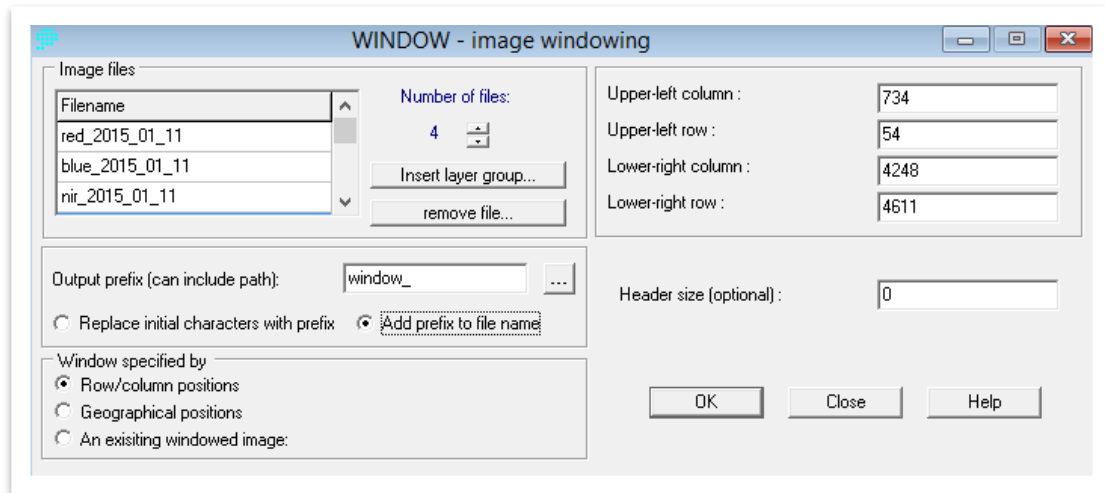 WINDOW - image windowing
Image files
Filename
red_2015_01_11
blue_2015_01_11
nir_2015_01_11
Number of files:
4
Insert layer group...
remove file...
Upper-left column :
734
Upper-left row :
54
Lower-right column :
4248
Lower-right row :
4611
Output prefix (can include path):
window_
...
Replace initial characters with prefix
Add prefix to file name
Header size (optional) :
0
Window specified by
Row/column positions
Geographical positions
An exisiting windowed image:
OK
Close
Help